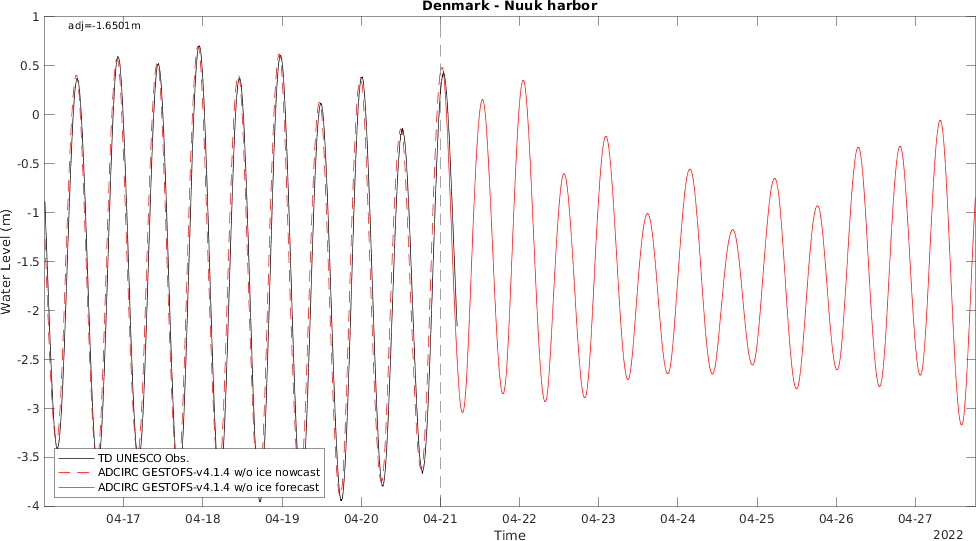 Denmark - Nuuk harbor
adj=-1.6501m
1
0.5
0
-0.5
-1
-1.5
-2
-2.5
-3
-3.5
-4
Water Level (m)
TD UNESCO Obs.
ADCIRC GESTOFS-v4.1.4 w/o ice nowcast
ADCIRC GESTOFS-v4.1.4 w/o ice forecast
04-17 04-18 04-19 04-20 04-21 04-22 04-23 04-24 04-25 04-26 04-27
Time
2022